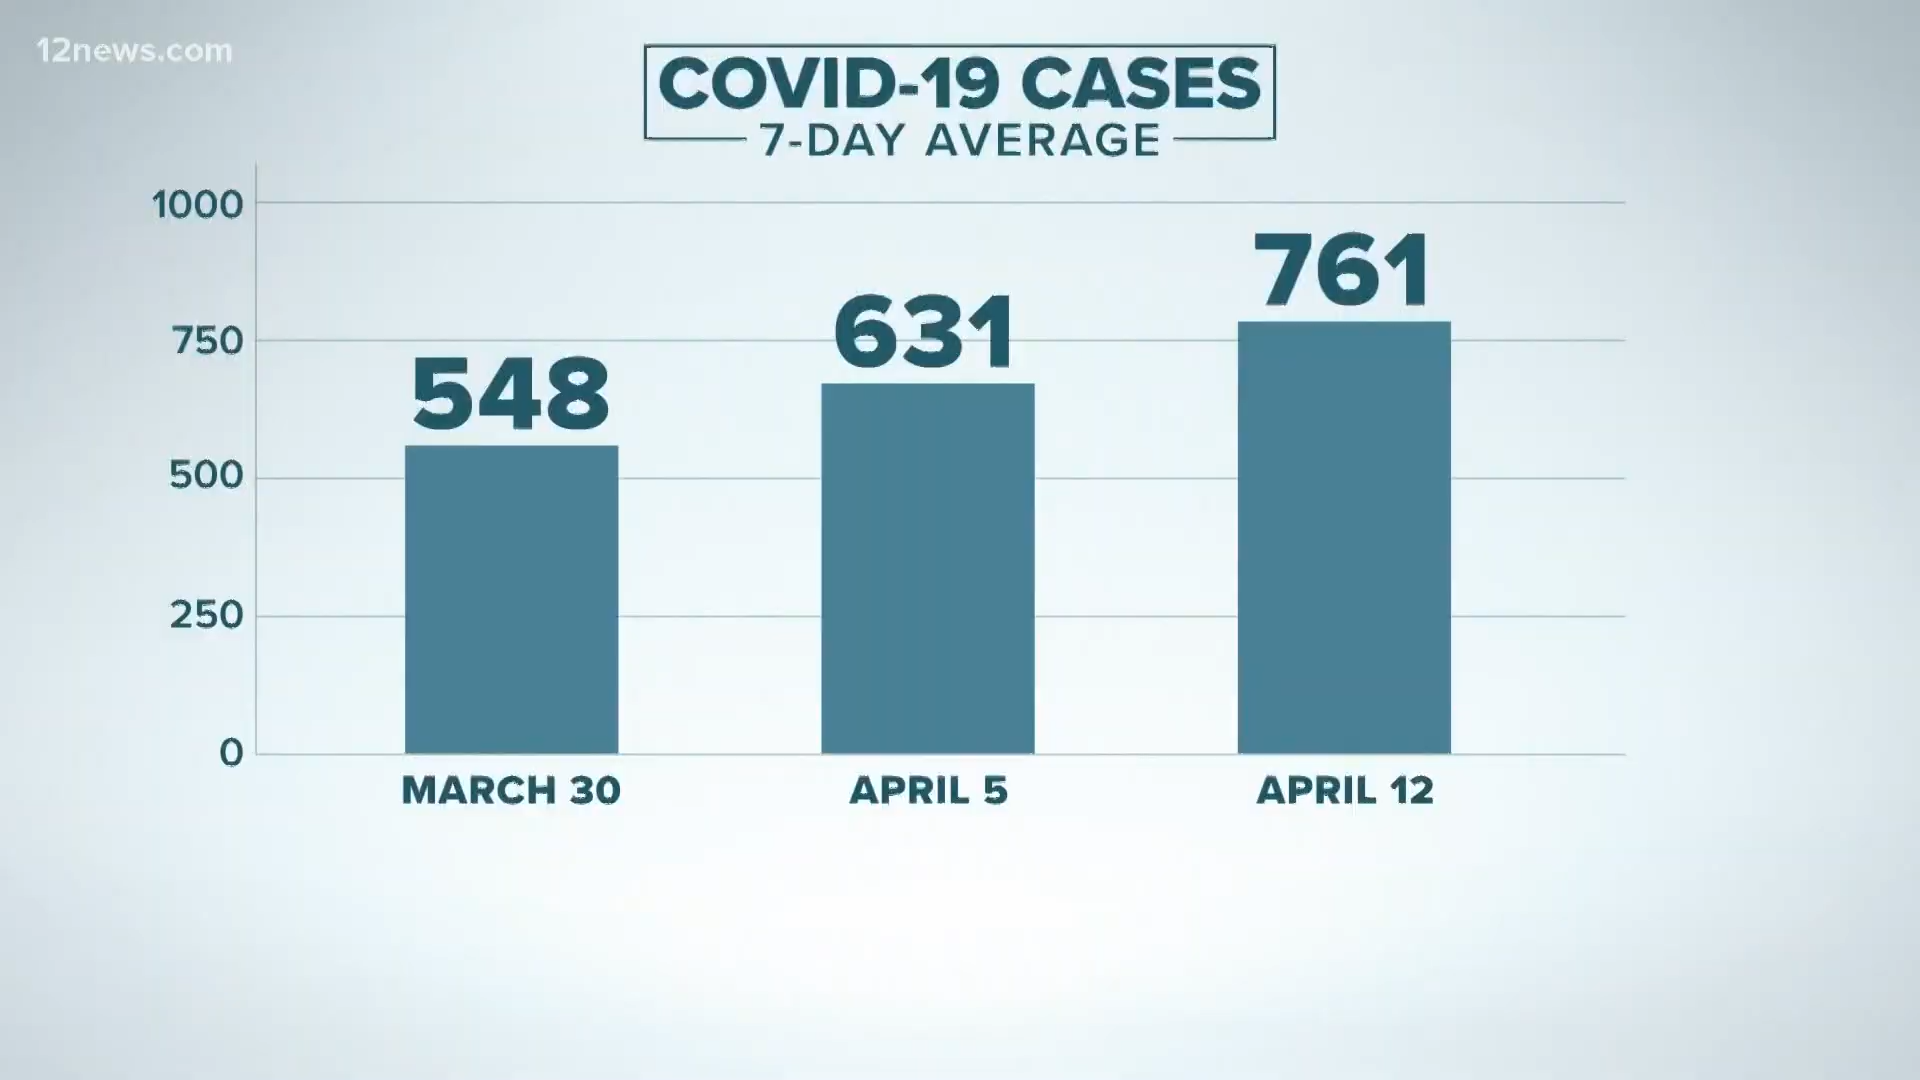 12news.com
COVID-19 CASES
7-DAY AVERAGE
1000
750
500
250
0
548
631
761
MARCH 30
APRIL 5
APRIL 12